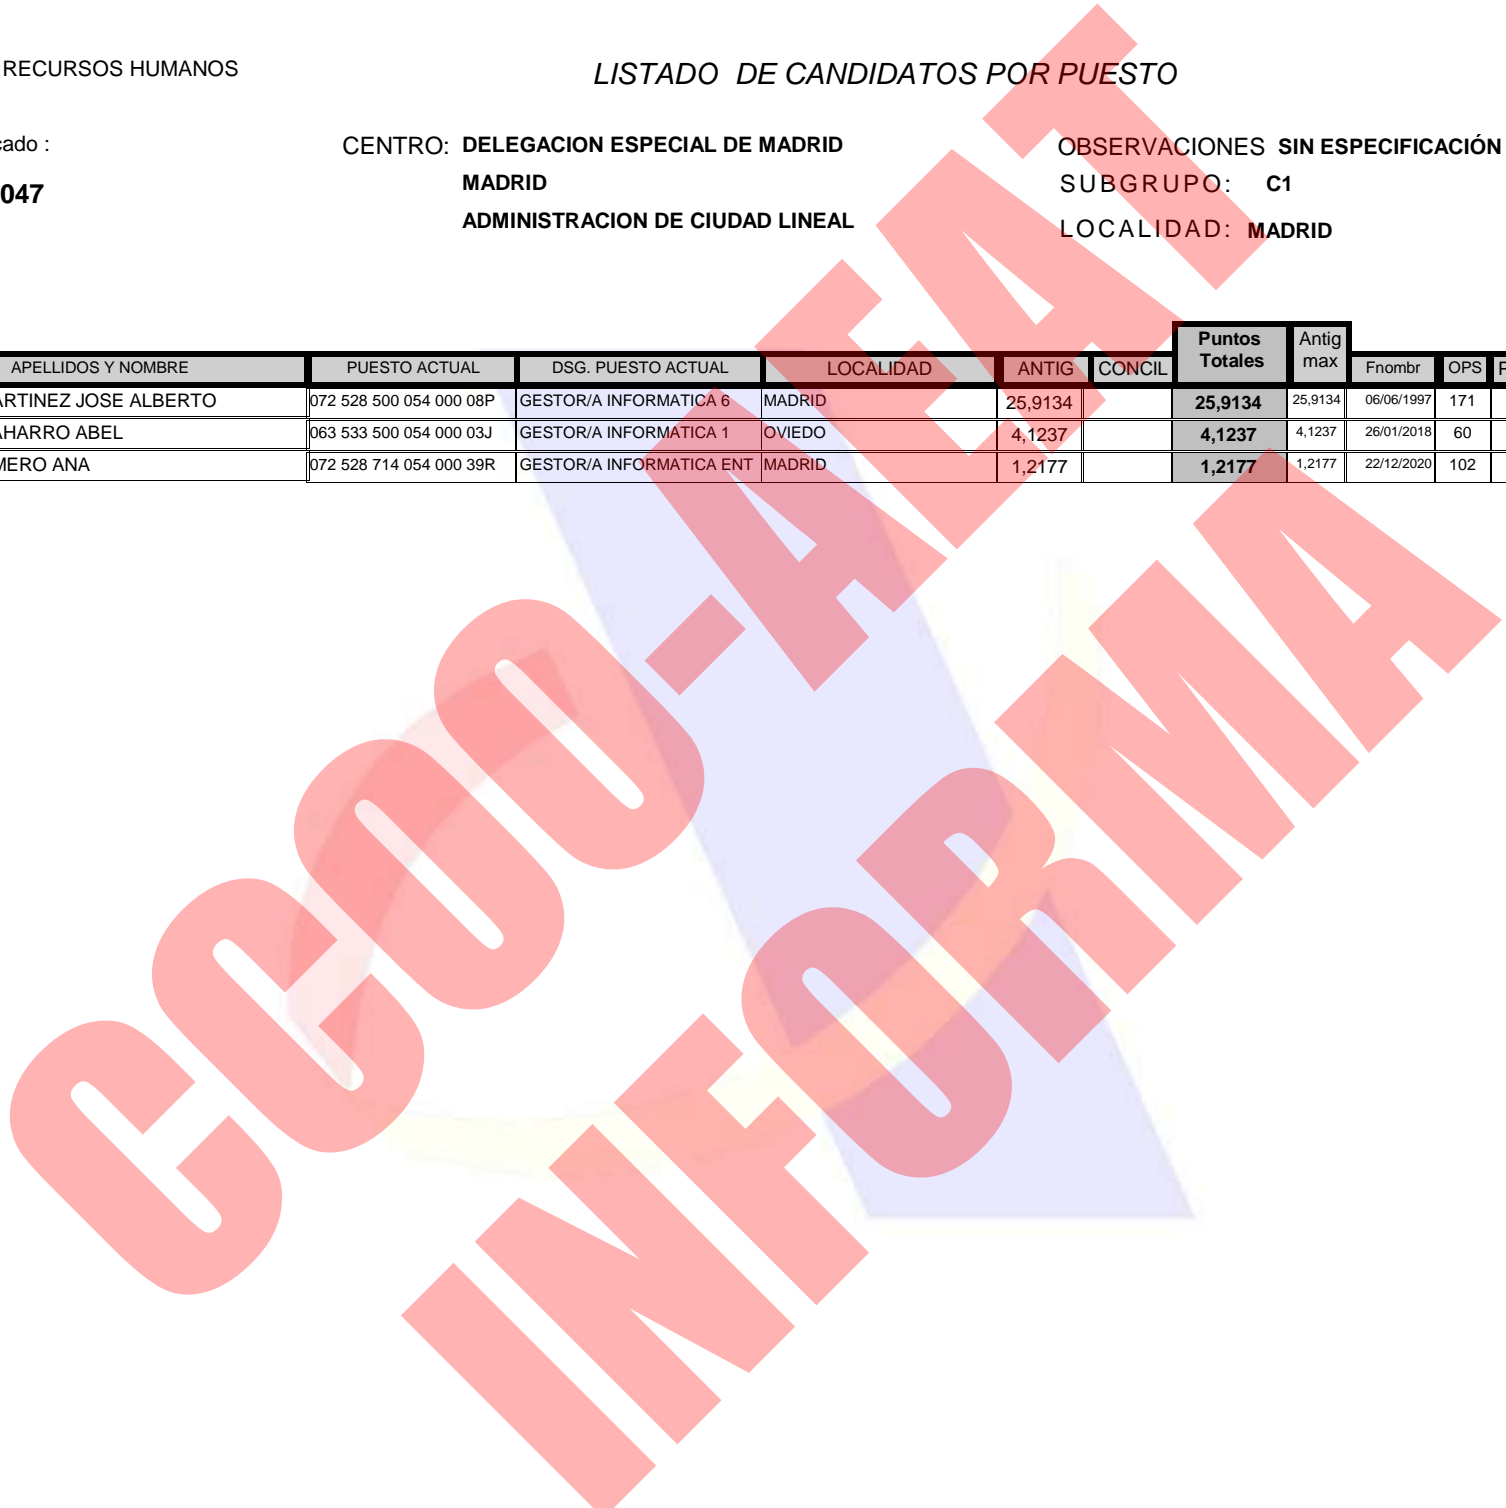 RECURSOS HUMANOS
LISTADO DE CANDIDATOS POR PUESTO
cado :
CENTRO: DELEGACION ESPECIAL DE MADRID
OBSERVACIONES SIN ESPECIFICACIÓN
047
MADRID
SUBGRUPO: C1
ADMINISTRACION DE CIUDAD LINEAL
LOCALIDAD: MADRID
APELLIDOS Y NOMBRE PUESTO ACTUAL DSG. PUESTO ACTUAL LOCALIDAD ANTIG CONCIL Puntos Totales Antig max Fnombr OPS P
ARTINEZ JOSE ALBERTO 072 528 500 054 000 08P GESTOR/A INFORMATICA 6 MADRID 25,9134 25,9134 25,9134 06/06/1997 171
AHARRO ABEL 063 533 500 054 000 03J GESTOR/A INFORMATICA 1 OVIEDO 4,1237 4,1237 4,1237 26/01/2018 60
MERO ANA 072 528 714 054 000 39R GESTOR/A INFORMATICA ENT MADRID 1,2177 1,2177 1,2177 22/12/2020 102
CCOO-AEAT
INFORMA